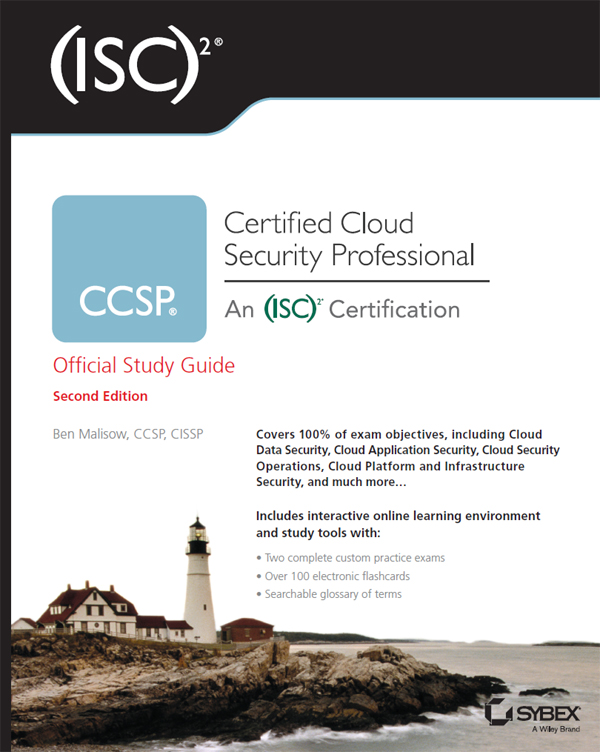 (ISC)²®
Certified Cloud
Security Professional
CCSP®
An (ISC)²® Certification
Official Study Guide
Second Edition
Ben Malisow, CCSP, CISSP
Covers 100% of exam objectives, including Cloud
Data Security, Cloud Application Security, Cloud Security
Operations, Cloud Platform and Infrastructure
Security, and much more...
Includes interactive online learning environment
and study tools with:
• Two complete custom practice exams
• Over 100 electronic flashcards
• Searchable glossary of terms
SYBEX®
A Wiley Brand